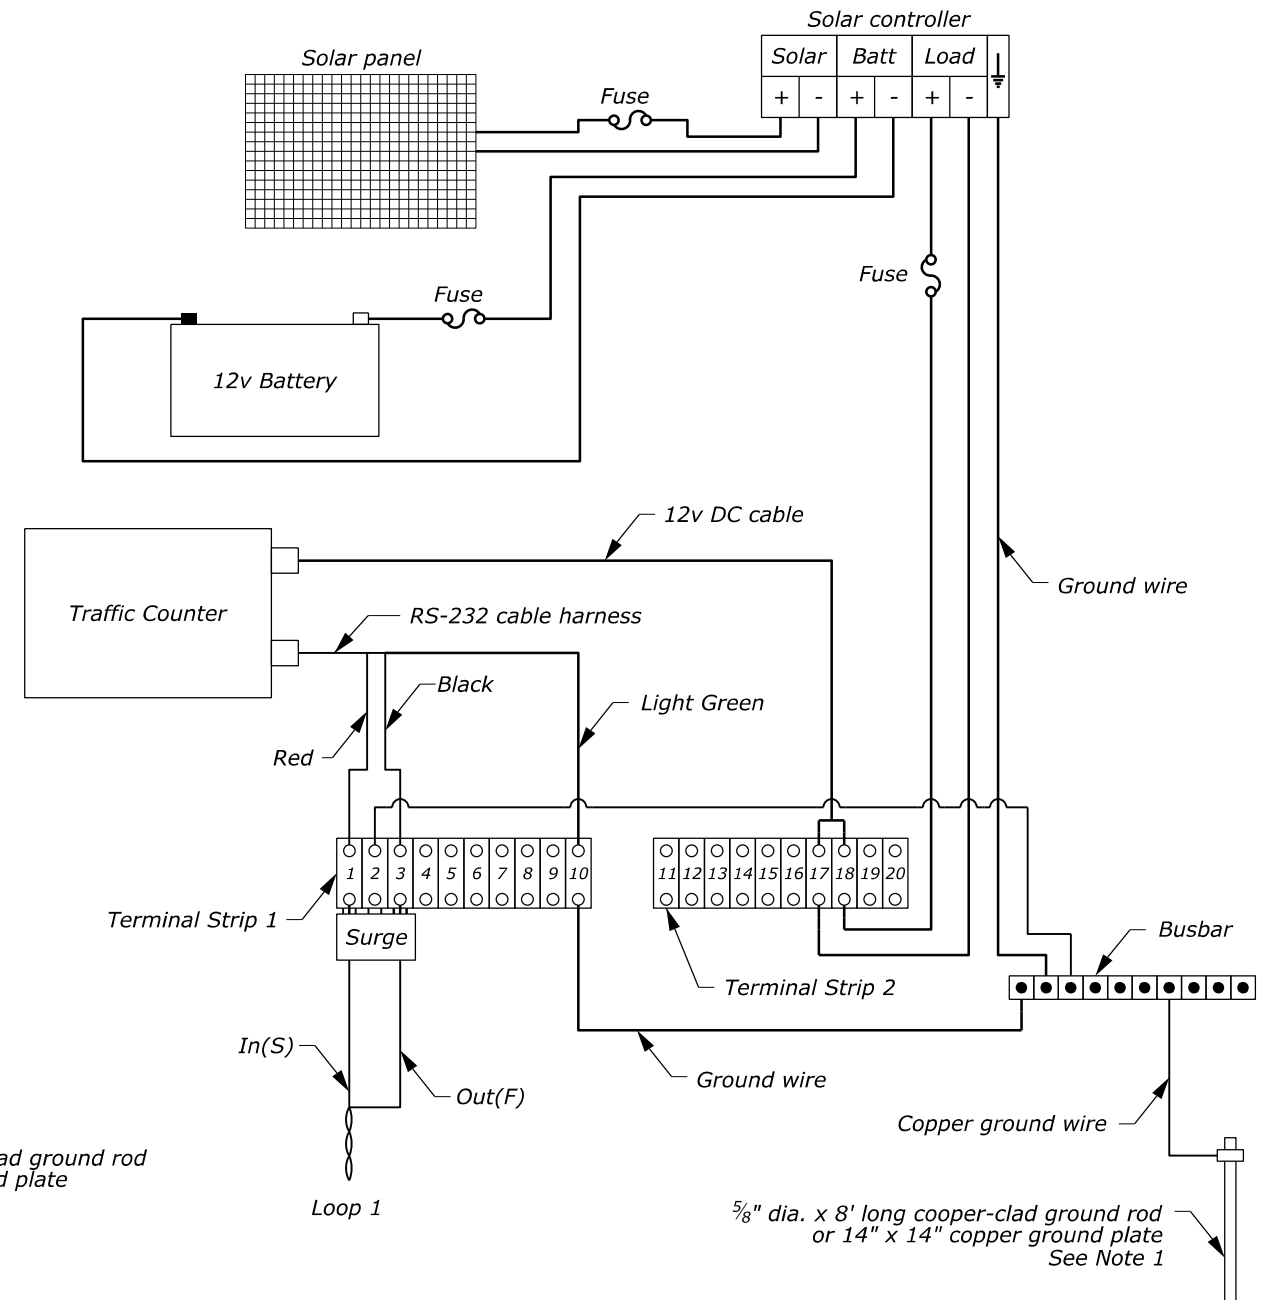 Solar controller
Solar Batt Load
+ - + - + -
Solar panel
Fuse
Fuse
Fuse
12v Battery
12v DC cable
Traffic Counter
RS-232 cable harness
Ground wire
Black
Light Green
Red
1 2 3 4 5 6 7 8 9 10
11 12 13 14 15 16 17 18 19 20
Terminal Strip 1
Surge
Busbar
Terminal Strip 2
In(S)
Out(F)
Ground wire
Copper ground wire
ad ground rod
d plate
Loop 1
⅝" dia. x 8' long cooper-clad ground rod
or 14" x 14" copper ground plate
See Note 1